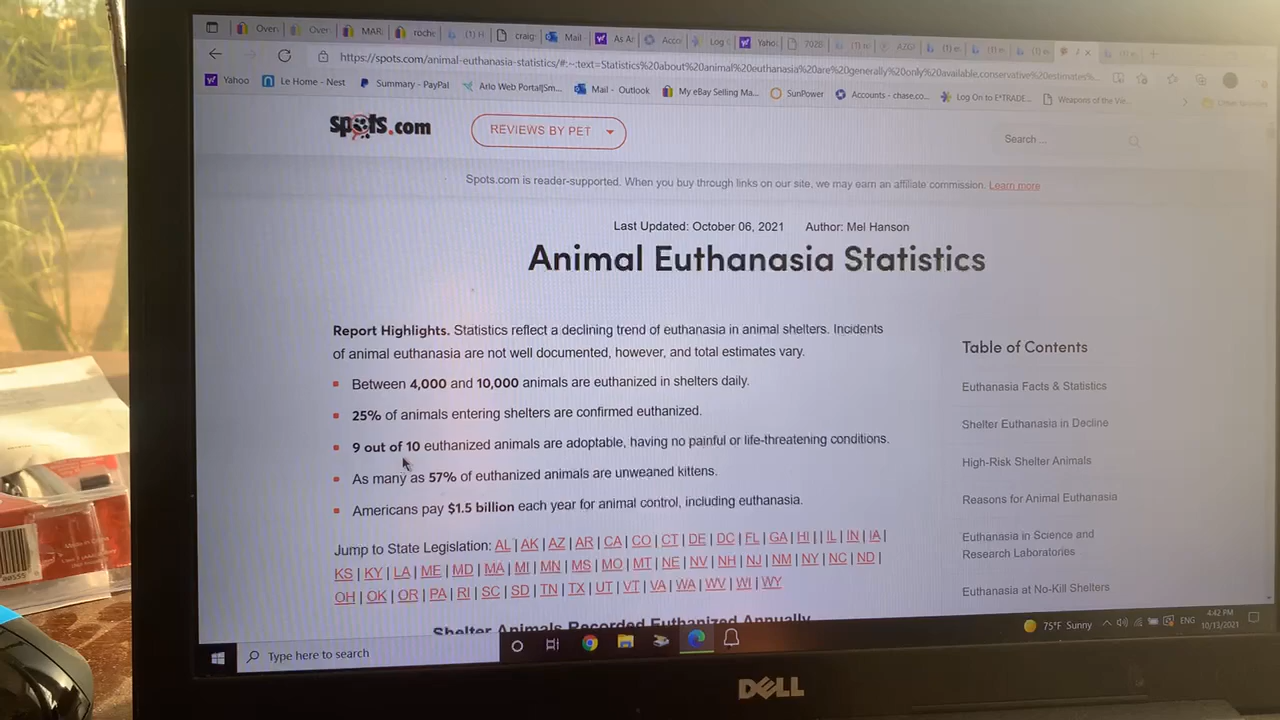 Over
Over
MAR
roche
(1) H
craig
Mail
As A
Acco
Log
Yaho
7028
AZGF
https://spots.com/animal-euthanasia-statistics/#:~:text=Statistics%20about%20animal%20euthanasia%20are%20generally%20only%20available,conservative%20estimates%...
Yahoo
Le Home - Nest
Summary - PayPal
Arlo Web Portal|Sm...
Mail - Outlook
My eBay Selling Ma...
SunPower
Accounts - chase.co...
Log On to E*TRADE...
Weapons of the Vie...
spots.com
REVIEWS BY PET
Search ...
Spots.com is reader-supported. When you buy through links on our site, we may earn an affiliate commission. Learn more
Last Updated: October 06, 2021 Author: Mel Hanson
Animal Euthanasia Statistics
Report Highlights. Statistics reflect a declining trend of euthanasia in animal shelters. Incidents
of animal euthanasia are not well documented, however, and total estimates vary.
Between 4,000 and 10,000 animals are euthanized in shelters daily.
25% of animals entering shelters are confirmed euthanized.
9 out of 10 euthanized animals are adoptable, having no painful or life-threatening conditions.
As many as 57% of euthanized animals are unweaned kittens.
Americans pay $1.5 billion each year for animal control, including euthanasia.
Jump to State Legislation: AL | AK | AZ | AR | CA | CO | CT | DE | DC | FL | GA | HI | | IL | IN | IA |
KS | KY | LA | ME | MD | MA | MI | MN | MS | MO | MT | NE | NV | NH | NJ | NM | NY | NC | ND |
OH | OK | OR | PA | RI | SC | SD | TN | TX | UT | VT | VA | WA | WV | WI | WY
Shelter Animals Recorded Euthanized Annually
Table of Contents
Euthanasia Facts & Statistics
Shelter Euthanasia in Decline
High-Risk Shelter Animals
Reasons for Animal Euthanasia
Euthanasia in Science and
Research Laboratories
Euthanasia at No-Kill Shelters
Type here to search
75°F Sunny
ENG
4:42 PM
10/13/2021
DELL